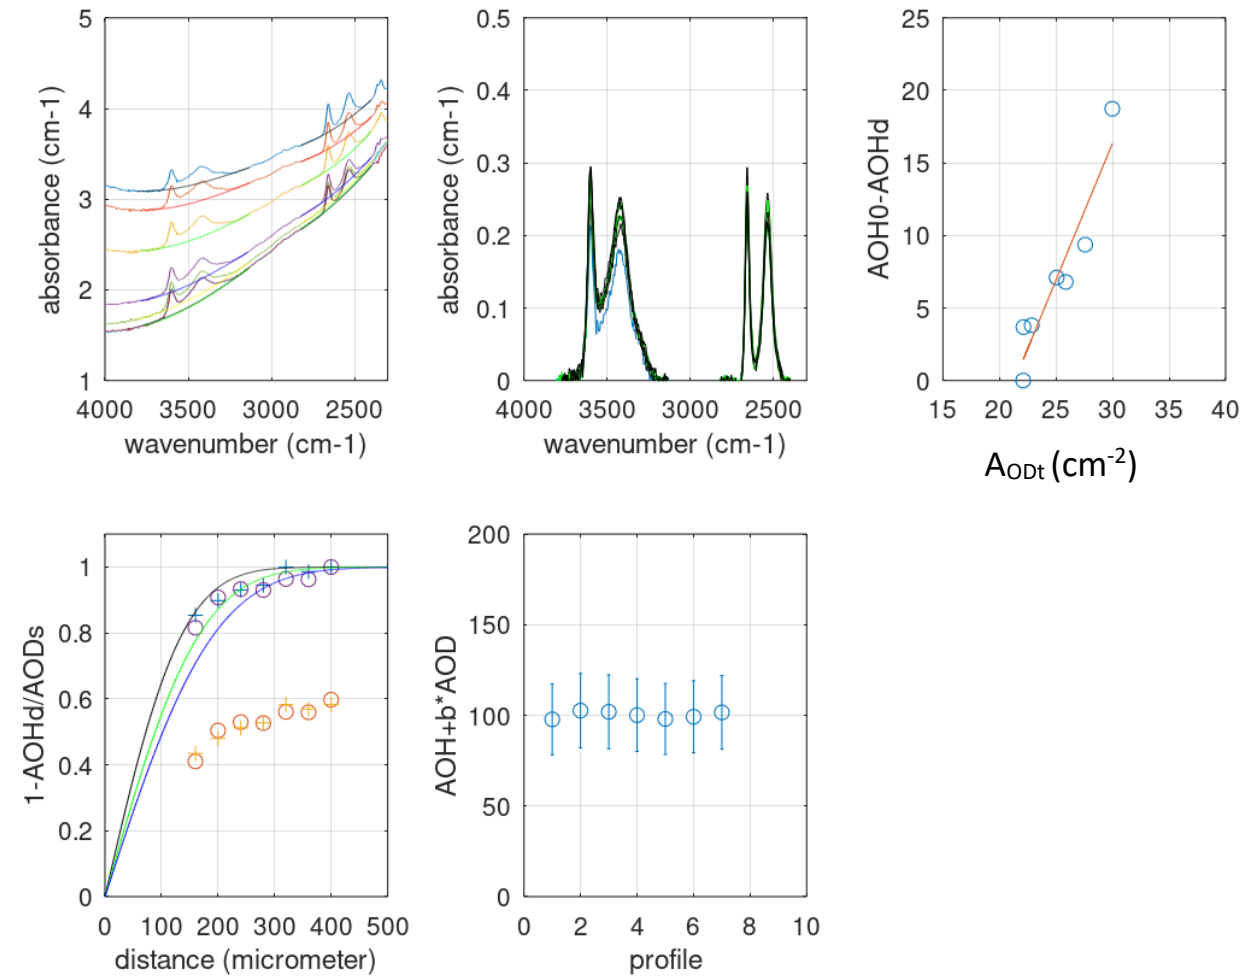 5
4
3
2
1
absorbance (cm-1)
4000 3500 3000 2500
wavenumber (cm-1)
0.5
0.4
0.3
0.2
0.1
0
absorbance (cm-1)
4000 3500 3000 2500
wavenumber (cm-1)
25
20
15
10
5
0
AOH0-AOHd
15 20 25 30 35 40
AODt (cm-2)
1
0.8
0.6
0.4
0.2
0
1-AOHd/AODs
0 100 200 300 400 500
distance (micrometer)
200
150
100
50
0
AOH+b*AOD
0 2 4 6 8 10
profile